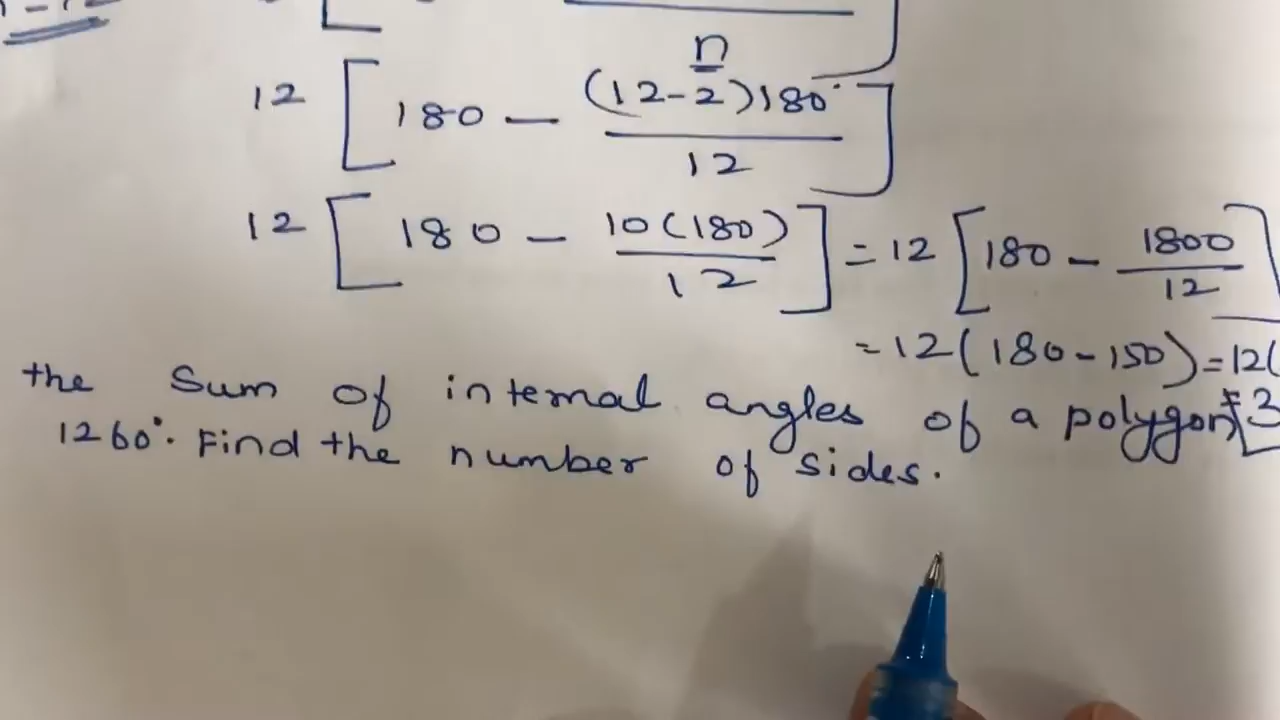 n
12 [ 180 - (12-2)180° / 12 ]
12 [ 180 - 10(180) / 12 ] = 12 [ 180 - 1800 / 12
= 12 ( 180 - 150 ) = 12(
the sum of internal angles of a polygon
1260°. Find the number of sides.